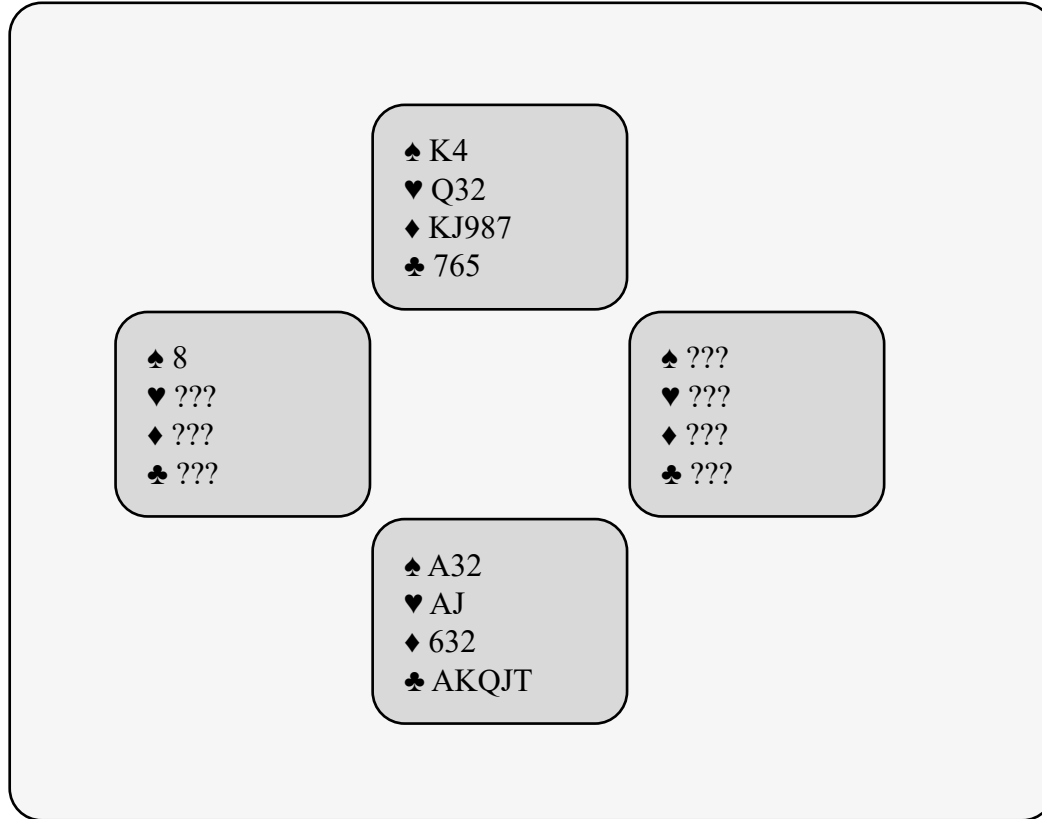 ♠ K4
♥ Q32
♦ KJ987
♣ 765
♠ 8
♥ ???
♦ ???
♣ ???
♠ ???
♥ ???
♦ ???
♣ ???
♠ A32
♥ AJ
♦ 632
♣ AKQJT